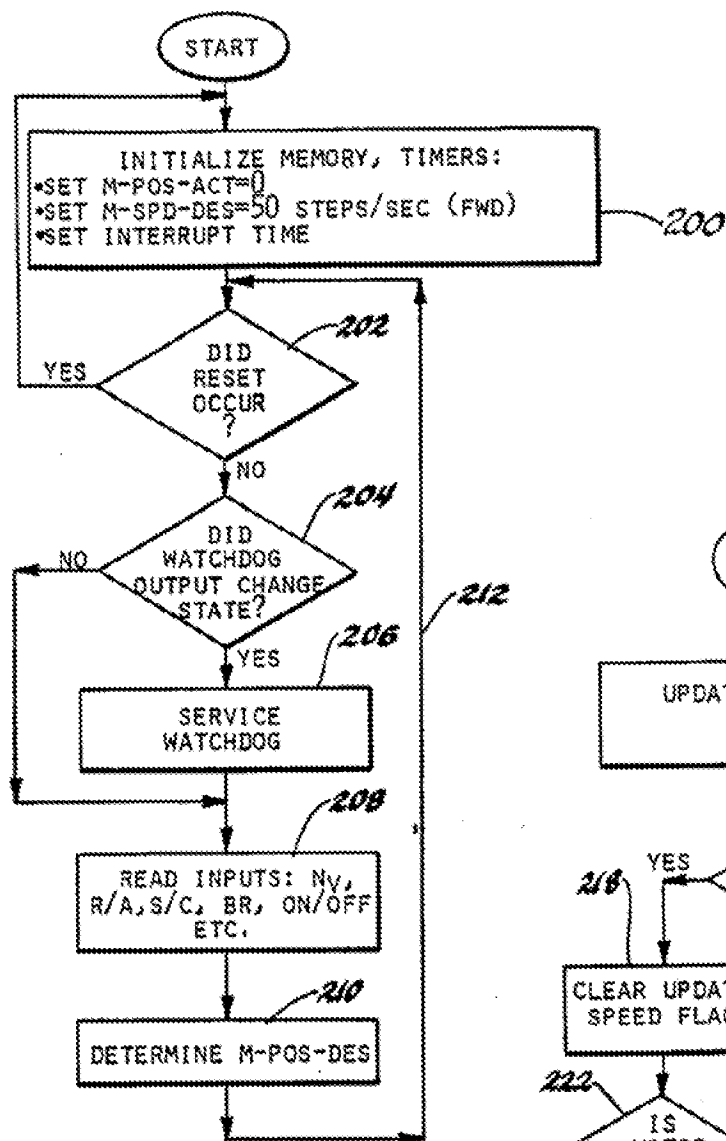 START
INITIALIZE MEMORY, TIMERS:
•SET M-POS-ACT=0
•SET M-SPD-DES=50 STEPS/SEC (FWD)
•SET INTERRUPT TIME
200
202
DID
RESET
OCCUR
?
YES
NO
204
DID
WATCHDOG
OUTPUT CHANGE
STATE?
NO
212
206
YES
SERVICE
WATCHDOG
UPDAT
208
READ INPUTS: NV,
R/A,S/C, BR, ON/OFF
ETC.
YES
218
210
DETERMINE M-POS-DES
CLEAR UPDAT
SPEED FLAG
222
IS